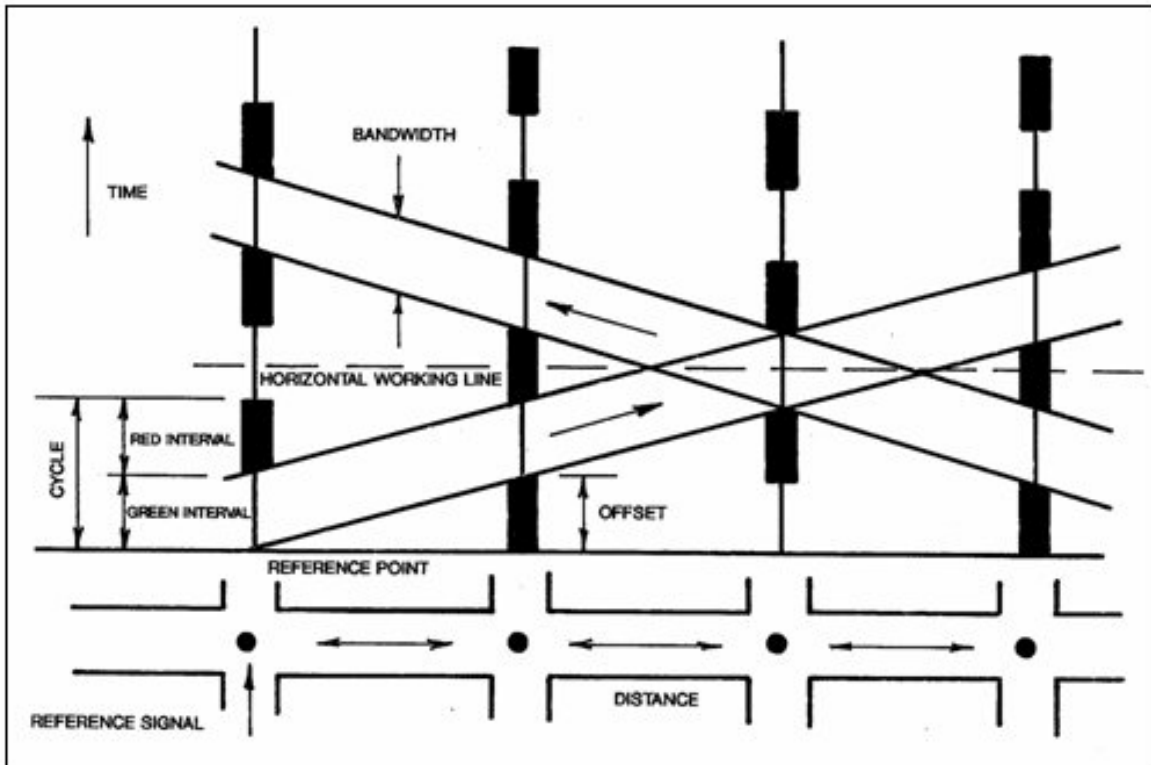 BANDWIDTH
TIME
HORIZONTAL WORKING LINE
CYCLE
RED INTERVAL
GREEN INTERVAL
OFFSET
REFERENCE POINT
DISTANCE
REFERENCE SIGNAL